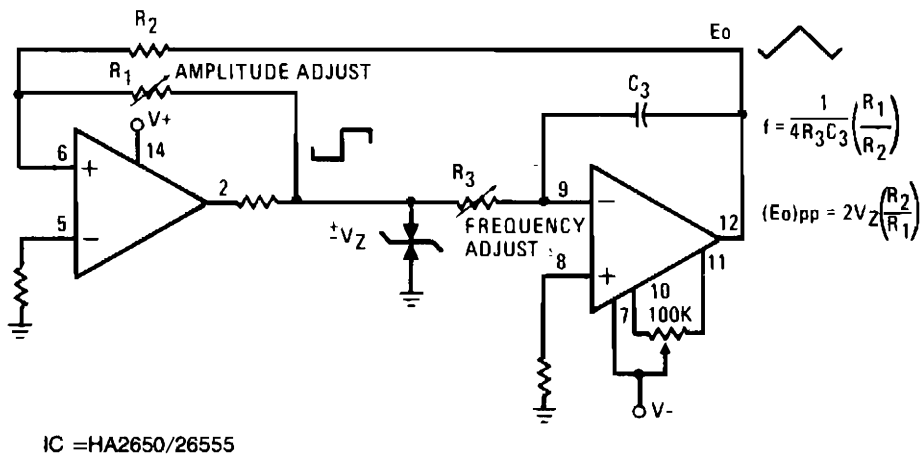 R2
Eo
R1
AMPLITUDE ADJUST
C3
V+
f = 1/4R3C3 (R1/R2)
6
+
14
2
R3
9
−
12
5
−
±VZ
FREQUENCY
ADJUST
(Eo)pp = 2VZ (R2/R1)
8
+
11
10
7
100K
V-
IC =HA2650/26555